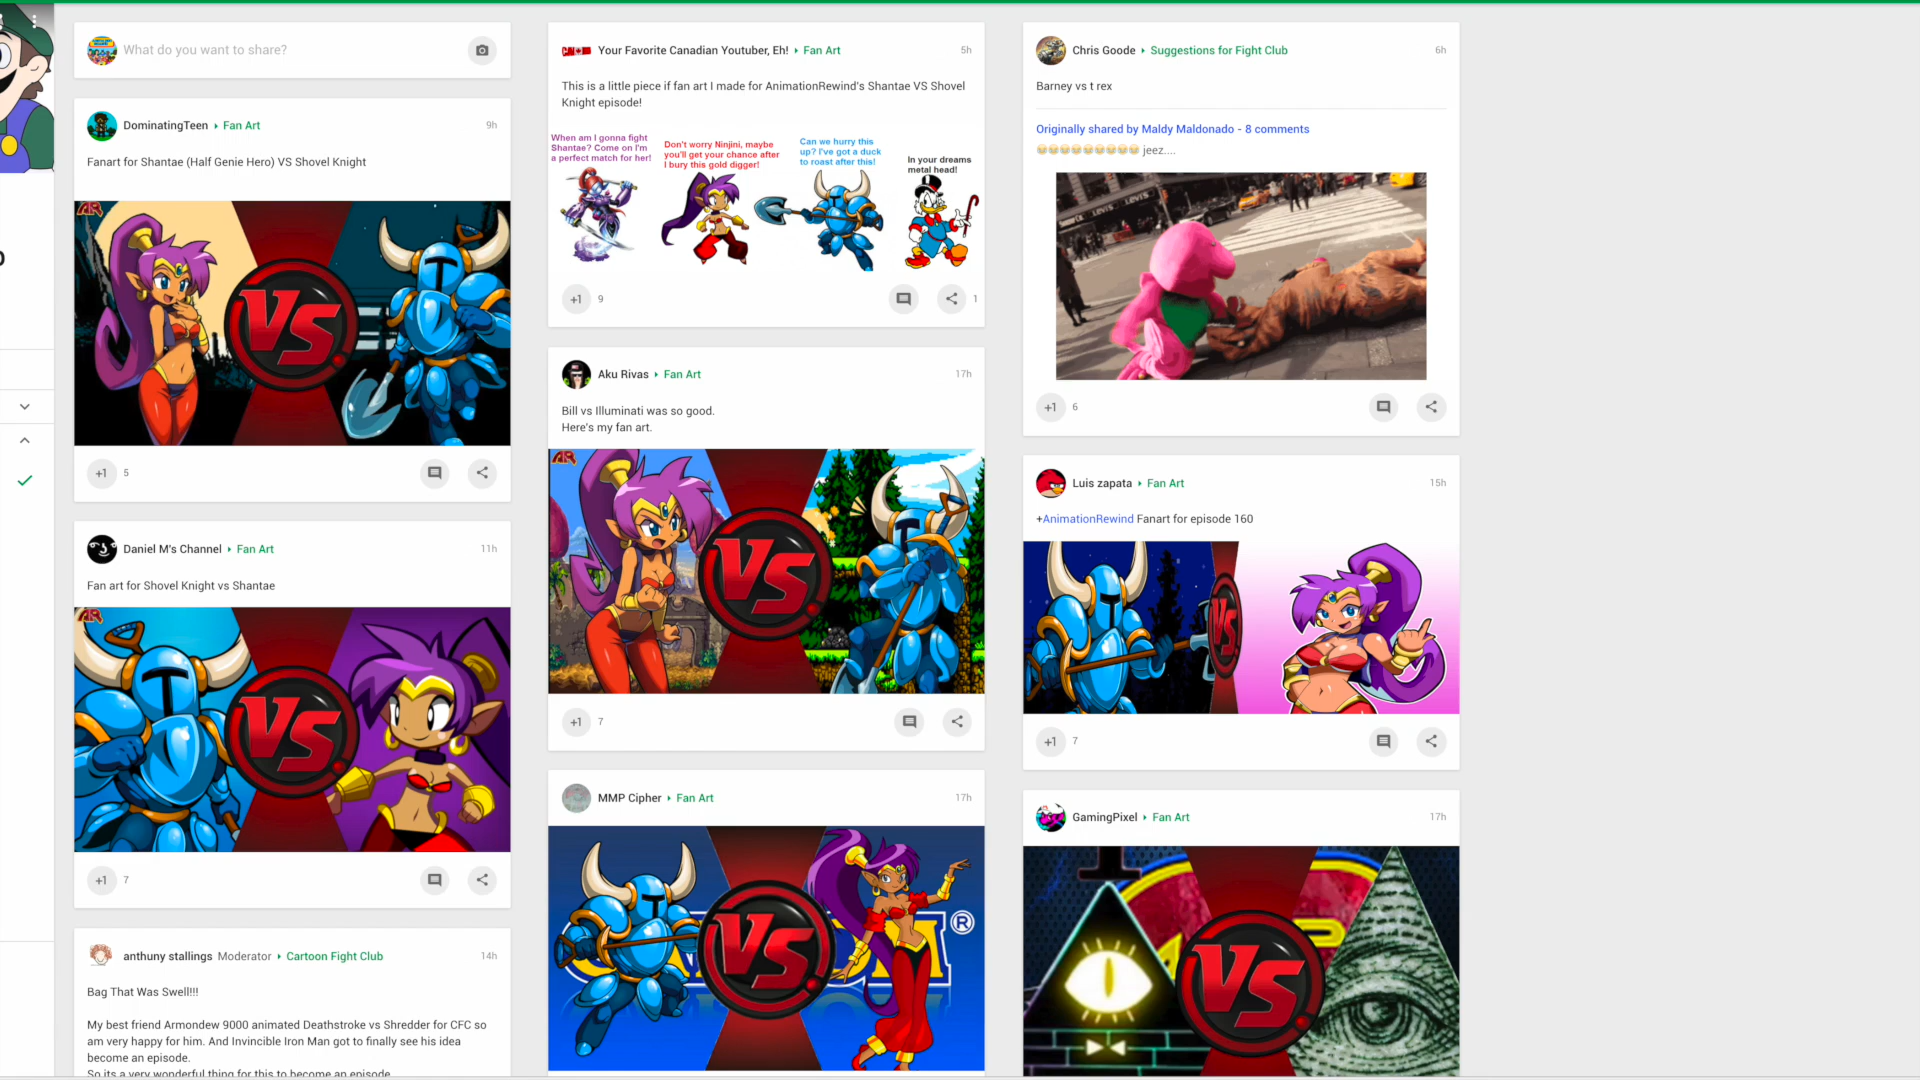 What do you want to share?
DominatingTeen ▸ Fan Art 9h
Fanart for Shantae (Half Genie Hero) VS Shovel Knight
AR
VS
+1 5
Daniel M's Channel ▸ Fan Art 11h
Fan art for Shovel Knight vs Shantae
AR
VS
+1 7
anthuny stallings Moderator ▸ Cartoon Fight Club 14h
Bag That Was Swell!!!
My best friend Armondew 9000 animated Deathstroke vs Shredder for CFC so
am very happy for him. And Invincible Iron Man got to finally see his idea
become an episode.
So its a very wonderful thing for this to become an episode
Your Favorite Canadian Youtuber, Eh! ▸ Fan Art 5h
This is a little piece if fan art I made for AnimationRewind's Shantae VS Shovel
Knight episode!
When am I gonna fight
Shantae? Come on I'm
a perfect match for her!
Don't worry Ninjini, maybe
you'll get your chance after
I bury this gold digger!
Can we hurry this
up? I've got a duck
to roast after this!
In your dreams
metal head!
+1 9 1
Aku Rivas ▸ Fan Art 17h
Bill vs Illuminati was so good.
Here's my fan art.
AR
VS
+1 7
MMP Cipher ▸ Fan Art 17h
VS
®
Chris Goode ▸ Suggestions for Fight Club 6h
Barney vs t rex
Originally shared by Maldy Maldonado - 8 comments
jeez....
+1 6
Luis zapata ▸ Fan Art 15h
+AnimationRewind Fanart for episode 160
VS
+1 7
GamingPixel ▸ Fan Art 17h
VS